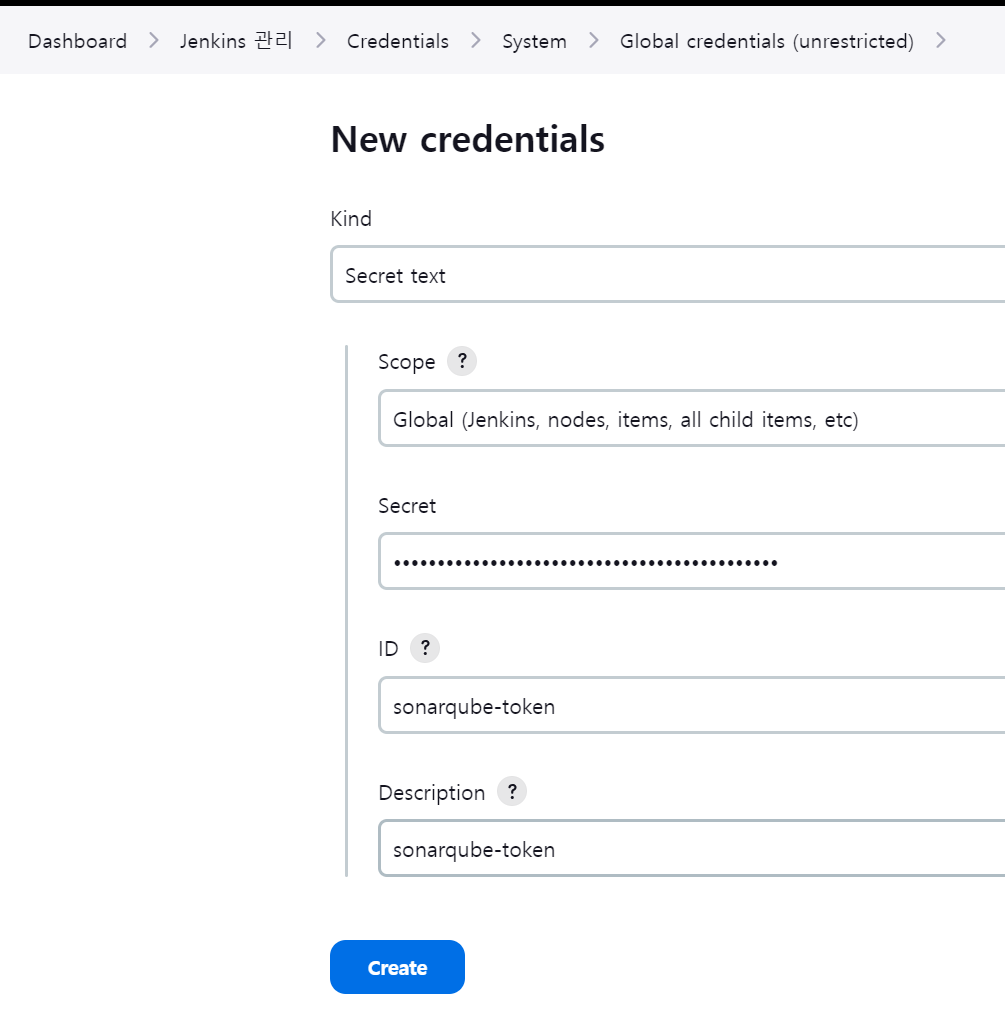 Dashboard > Jenkins 관리 > Credentials > System > Global credentials (unrestricted) >
New credentials
Kind
Secret text
Scope ?
Global (Jenkins, nodes, items, all child items, etc)
Secret
••••••••••••••••••••••••••••••••••••••••••••
ID ?
sonarqube-token
Description ?
sonarqube-token
Create